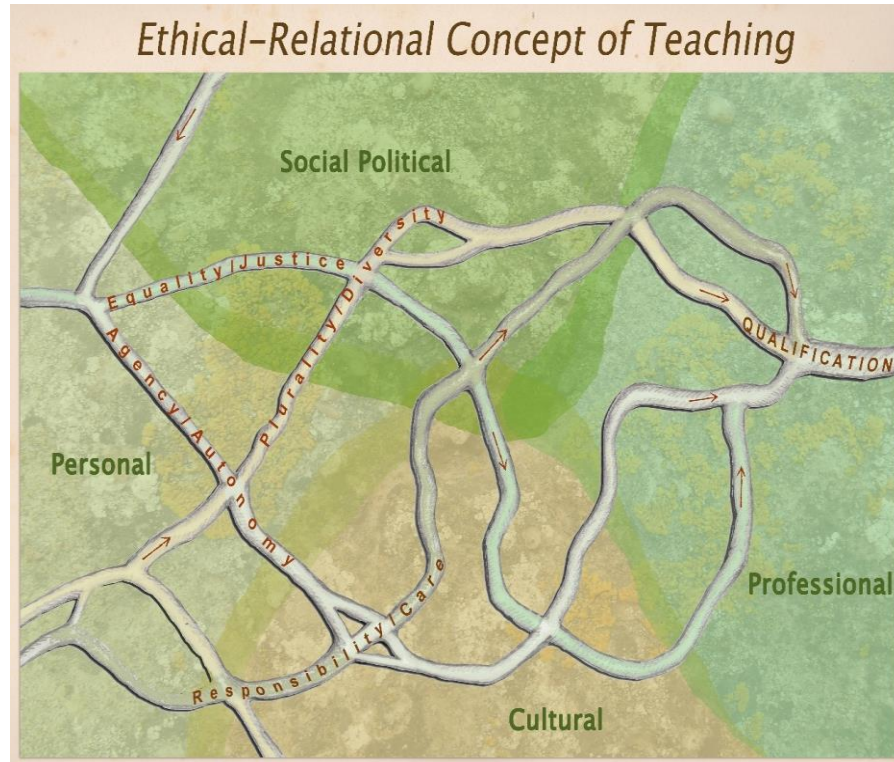 Ethical-Relational Concept of Teaching
Social Political
Equality/Justice
Plurality/Diversity
Agency/Autonomy
QUALIFICATION
Personal
Responsibility/Care
Professional
Cultural